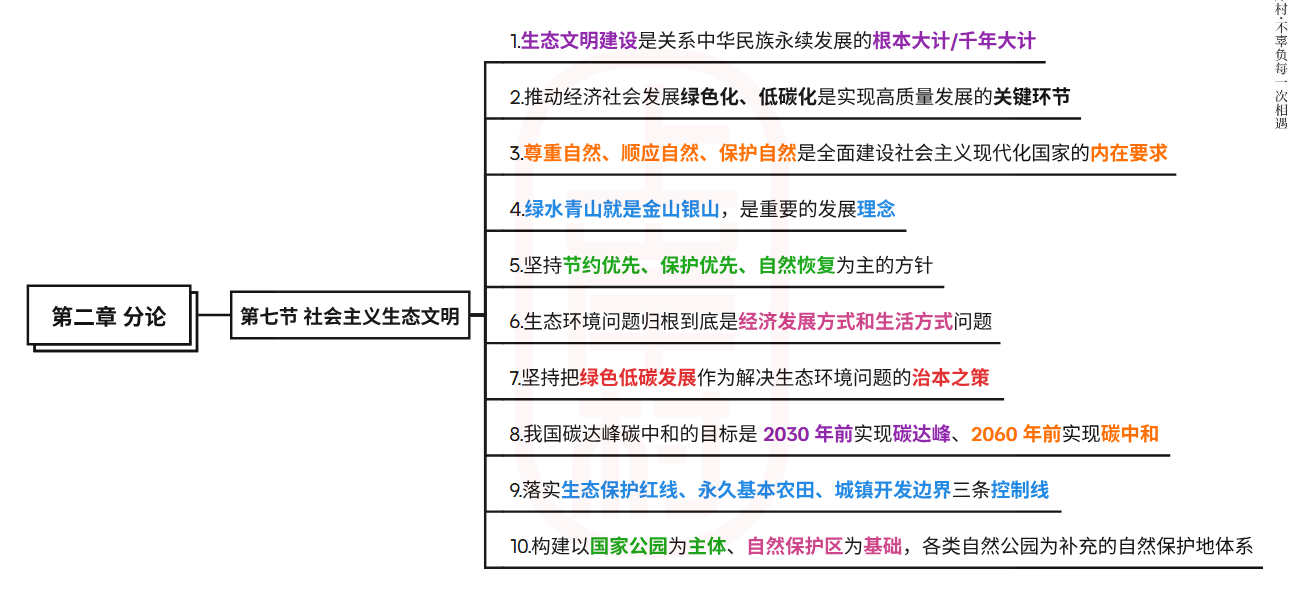 第二章 分论
第七节 社会主义生态文明
1.生态文明建设是关系中华民族永续发展的根本大计/千年大计
2.推动经济社会发展绿色化、低碳化是实现高质量发展的关键环节
3.尊重自然、顺应自然、保护自然是全面建设社会主义现代化国家的内在要求
4.绿水青山就是金山银山，是重要的发展理念
5.坚持节约优先、保护优先、自然恢复为主的方针
6.生态环境问题归根到底是经济发展方式和生活方式问题
7.坚持把绿色低碳发展作为解决生态环境问题的治本之策
8.我国碳达峰碳中和的目标是 2030 年前实现碳达峰、2060 年前实现碳中和
9.落实生态保护红线、永久基本农田、城镇开发边界三条控制线
10.构建以国家公园为主体、自然保护区为基础，各类自然公园为补充的自然保护地体系
村·不辜负每一次相遇